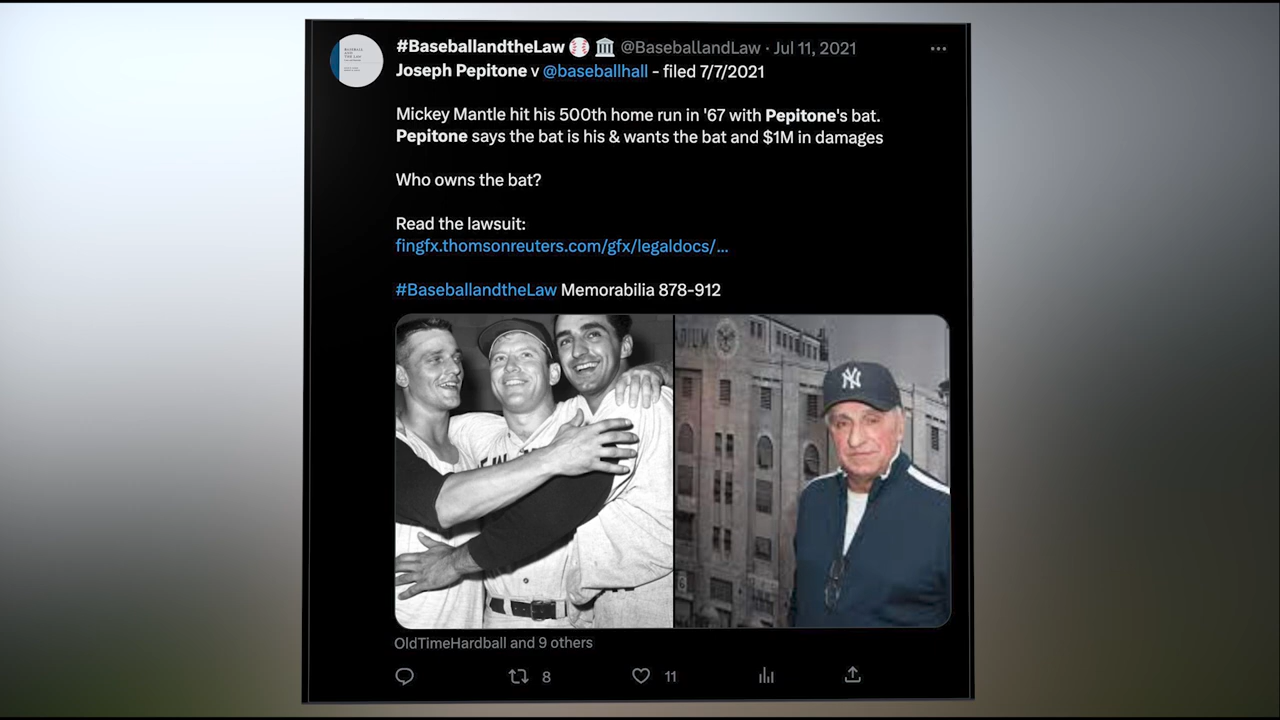 #BaseballandtheLaw ⚾ 🏛 @BaseballandLaw · Jul 11, 2021
Joseph Pepitone v @baseballhall - filed 7/7/2021
Mickey Mantle hit his 500th home run in '67 with Pepitone's bat.
Pepitone says the bat is his & wants the bat and $1M in damages
Who owns the bat?
Read the lawsuit:
fingfx.thomsonreuters.com/gfx/legaldocs/...
#BaseballandtheLaw Memorabilia 878-912
NY
OldTimeHardball and 9 others
8
11